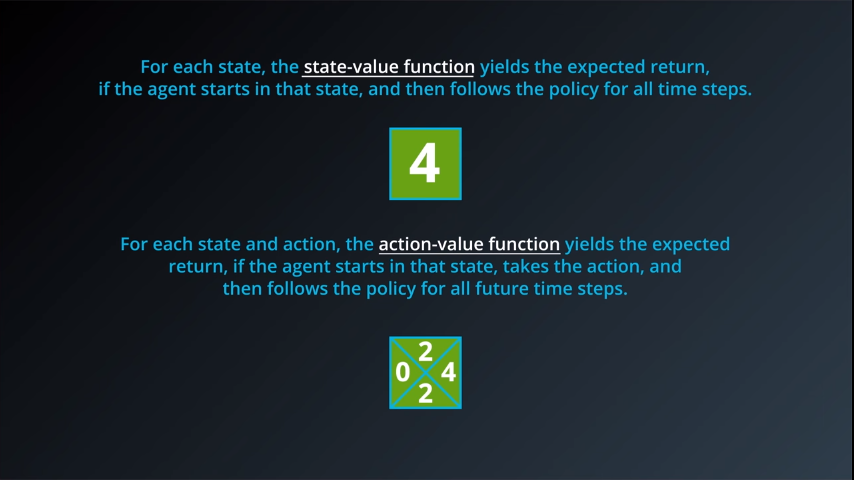 For each state, the state-value function yields the expected return,
if the agent starts in that state, and then follows the policy for all time steps.
4
For each state and action, the action-value function yields the expected
return, if the agent starts in that state, takes the action, and
then follows the policy for all future time steps.
2
0 4
2